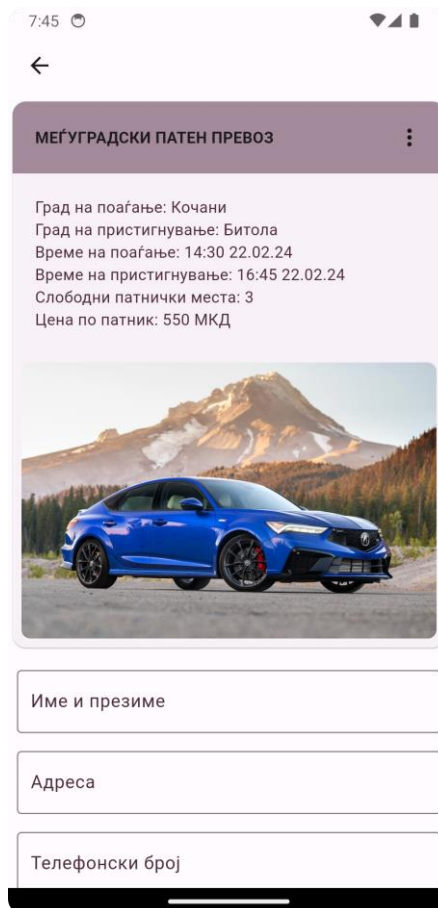 7:45
МЕЃУГРАДСКИ ПАТЕН ПРЕВОЗ
Град на поаѓање: Кочани
Град на пристигнување: Битола
Време на поаѓање: 14:30 22.02.24
Време на пристигнување: 16:45 22.02.24
Слободни патнички места: 3
Цена по патник: 550 МКД
Име и презиме
Адреса
Телефонски број